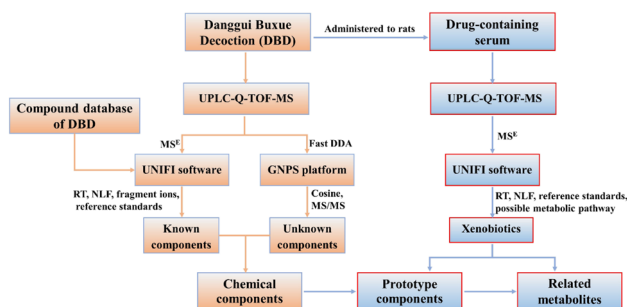 Danggui Buxue
Decoction (DBD)
Administered to rats
Drug-containing
serum
UPLC-Q-TOF-MS
UPLC-Q-TOF-MS
Compound database
of DBD
MSᴱ
Fast DDA
MSᴱ
UNIFI software
GNPS platform
UNIFI software
RT, NLF, fragment ions,
reference standards
Cosine,
MS/MS
RT, NLF, reference standards,
possible metabolic pathway
Known
components
Unknown
components
Xenobiotics
Chemical
components
Prototype
components
Related
metabolites